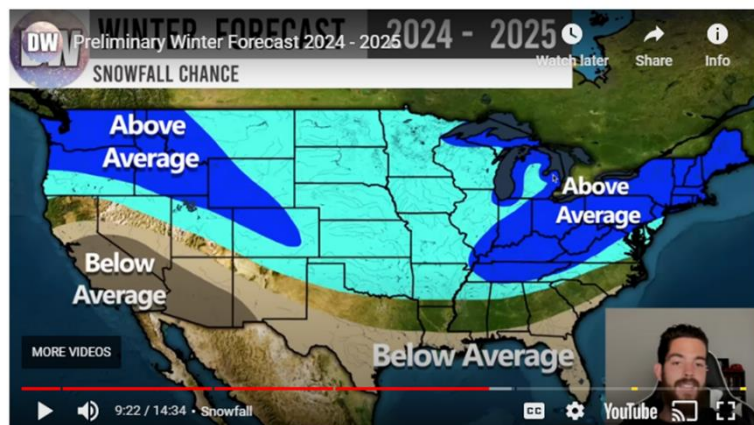 WINTER FORECAST 2024 - 2025
DW Preliminary Winter Forecast 2024 - 2025
Watch later
Share
Info
SNOWFALL CHANCE
Above
Average
Above
Average
Below
Average
Below Average
MORE VIDEOS
9:22 / 14:34 • Snowfall
CC
YouTube